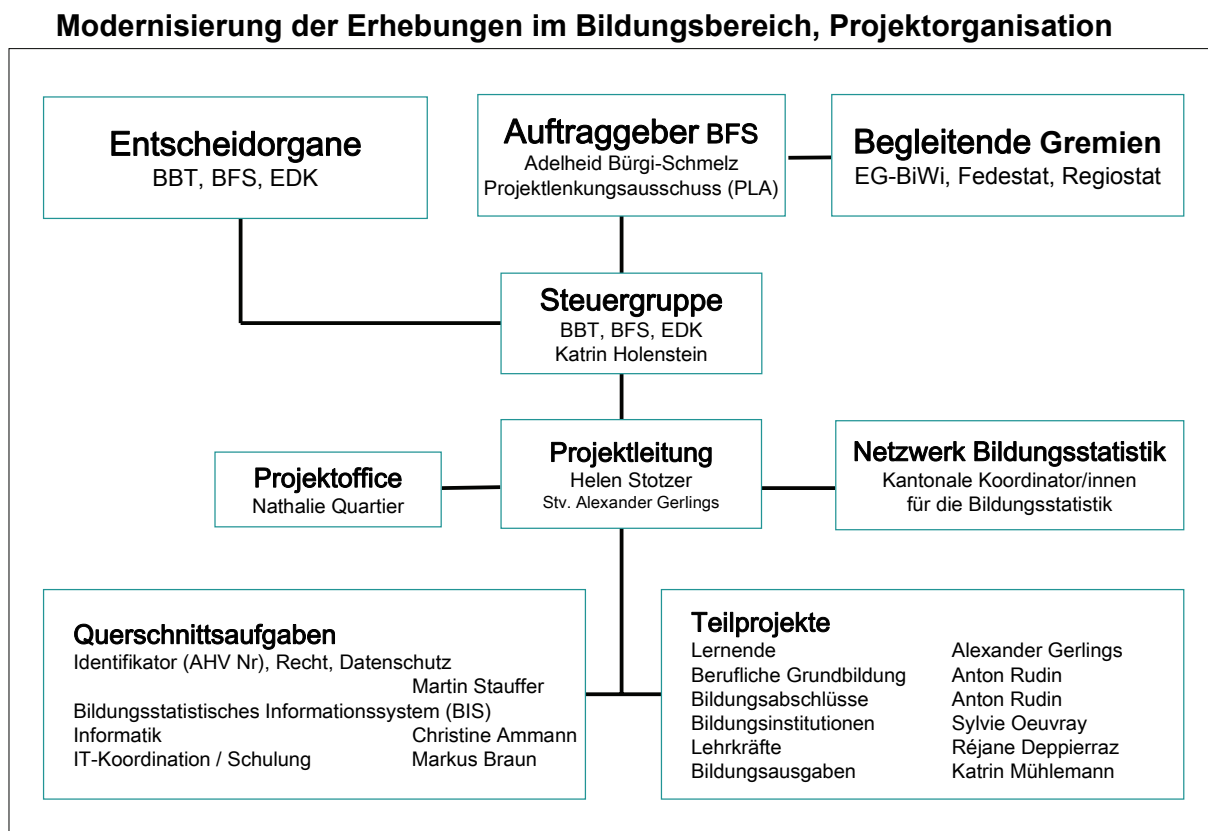 Modernisierung der Erhebungen im Bildungsbereich, Projektorganisation
Entscheidorgane
BBT, BFS, EDK
Auftraggeber BFS
Adelheid Bürgi-Schmelz
Projektlenkungsausschuss (PLA)
Begleitende Gremien
EG-BiWi, Fedestat, Regiostat
Steuergruppe
BBT, BFS, EDK
Katrin Holenstein
Projektoffice
Nathalie Quartier
Projektleitung
Helen Stotzer
Stv. Alexander Gerlings
Netzwerk Bildungsstatistik
Kantonale Koordinator/innen
für die Bildungsstatistik
Querschnittsaufgaben
Identifikator (AHV Nr), Recht, Datenschutz
Martin Stauffer
Bildungsstatistisches Informationssystem (BIS)
Informatik Christine Ammann
IT-Koordination / Schulung Markus Braun
Teilprojekte
Lernende Alexander Gerlings
Berufliche Grundbildung Anton Rudin
Bildungsabschlüsse Anton Rudin
Bildungsinstitutionen Sylvie Oeuvray
Lehrkräfte Réjane Deppierraz
Bildungsausgaben Katrin Mühlemann